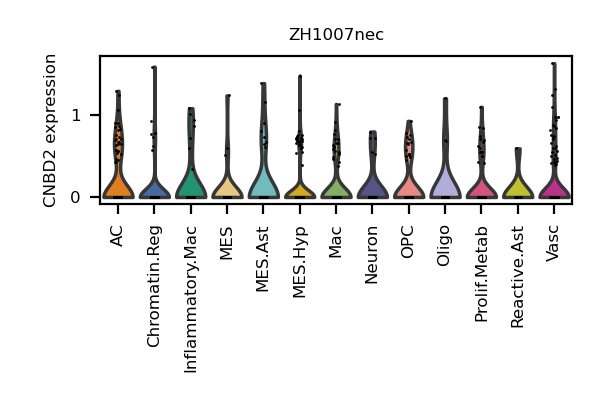 ZH1007nec
CNBD2 expression
1
0
AC
Chromatin.Reg
Inflammatory.Mac
MES
MES.Ast
MES.Hyp
Mac
Neuron
OPC
Oligo
Prolif.Metab
Reactive.Ast
Vasc